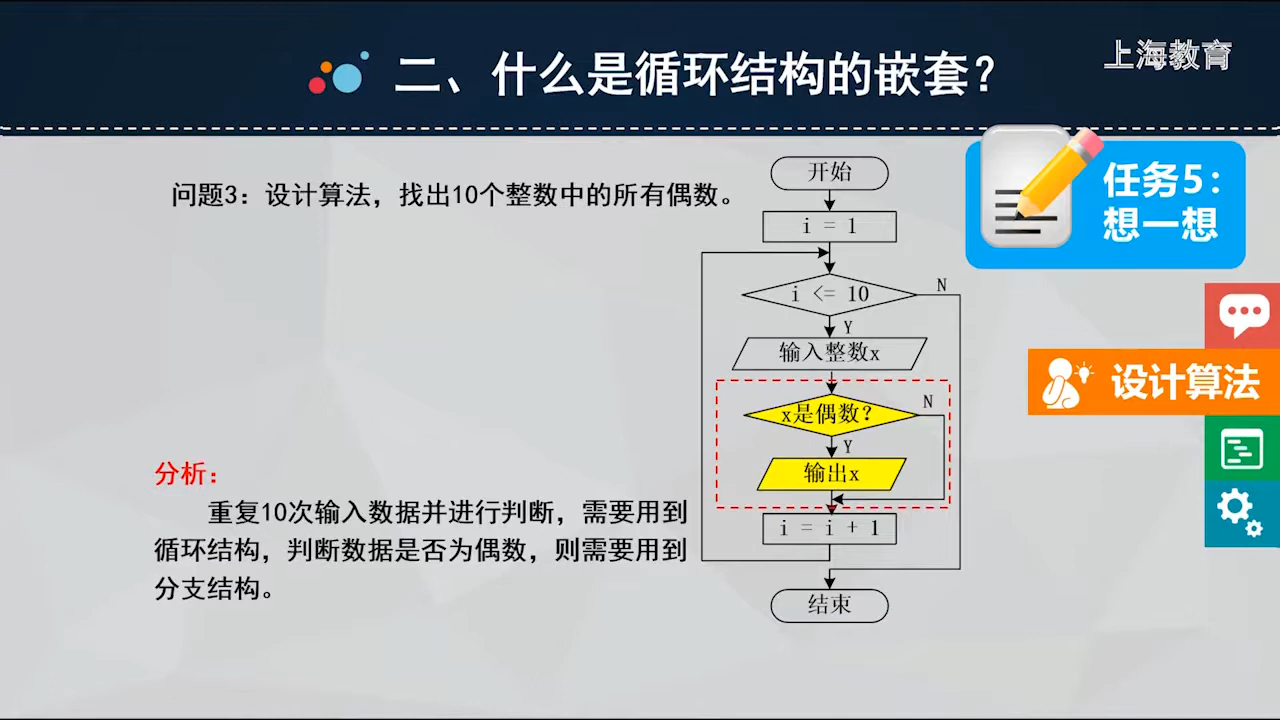 二、什么是循环结构的嵌套？
上海教育
问题3：设计算法，找出10个整数中的所有偶数。
任务5：
想一想
设计算法
开始
i = 1
i <= 10
N
Y
输入整数x
x是偶数？
N
Y
输出x
i = i + 1
结束
分析：
重复10次输入数据并进行判断，需要用到
循环结构，判断数据是否为偶数，则需要用到
分支结构。